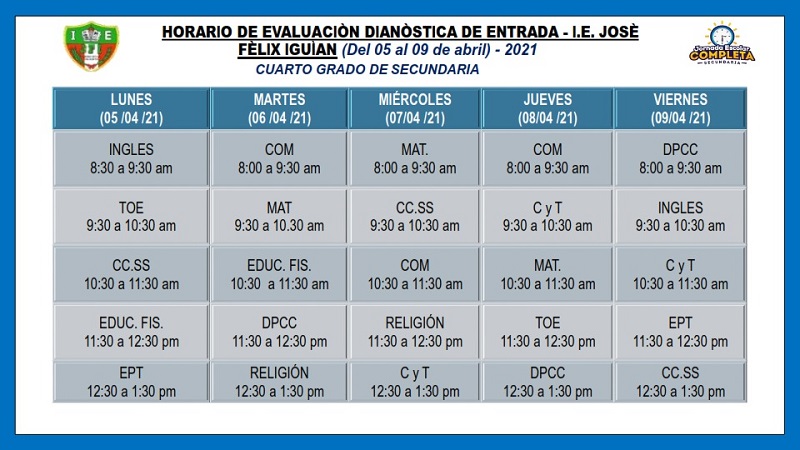 HORARIO DE EVALUACIÒN DIANÒSTICA DE ENTRADA - I.E. JOSÈ
FÈLIX IGUÌAN (Del 05 al 09 de abril) - 2021
CUARTO GRADO DE SECUNDARIA
I E
Jornada Escolar
COMPLETA
SECUNDARIA
LUNES MARTES MIÉRCOLES JUEVES VIERNES
(05 /04 /21) (06 /04 /21) (07/04 /21) (08/04 /21) (09/04 /21)
INGLES COM MAT. COM DPCC
8:30 a 9:30 am 8:00 a 9:30 am 8:00 a 9:30 am 8:00 a 9:30 am 8:00 a 9:30 am
TOE MAT CC.SS C y T INGLES
9:30 a 10:30 am 9:30 a 10.30 am 9:30 a 10:30 am 9:30 a 10:30 am 9:30 a 10:30 am
CC.SS EDUC. FIS. COM MAT. C y T
10:30 a 11:30 am 10:30 a 11:30 am 10:30 a 11:30 am 10:30 a 11:30 am 10:30 a 11:30 am
EDUC. FIS. DPCC RELIGIÓN TOE EPT
11:30 a 12:30 pm 11:30 a 12:30 pm 11:30 a 12:30 pm 11:30 a 12:30 pm 11:30 a 12:30 pm
EPT RELIGIÓN C y T DPCC CC.SS
12:30 a 1:30 pm 12:30 a 1:30 pm 12:30 a 1:30 pm 12:30 a 1:30 pm 12:30 a 1:30 pm